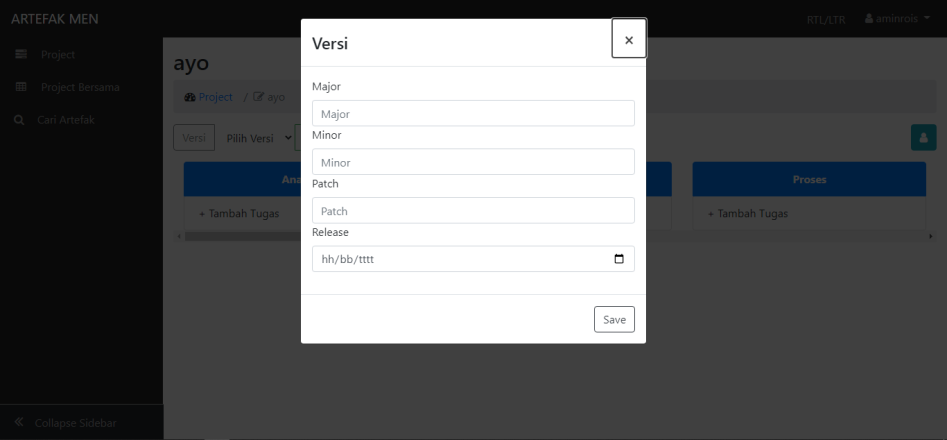 ARTEFAK MEN
RTL/LTR
aminrois
Project
Project Bersama
Cari Artefak
ayo
Project / ayo
Versi
Pilih Versi
Ana
Proses
+ Tambah Tugas
+ Tambah Tugas
Versi
×
Major
Major
Minor
Minor
Patch
Patch
Release
hh/bb/tttt
Save
Collapse Sidebar